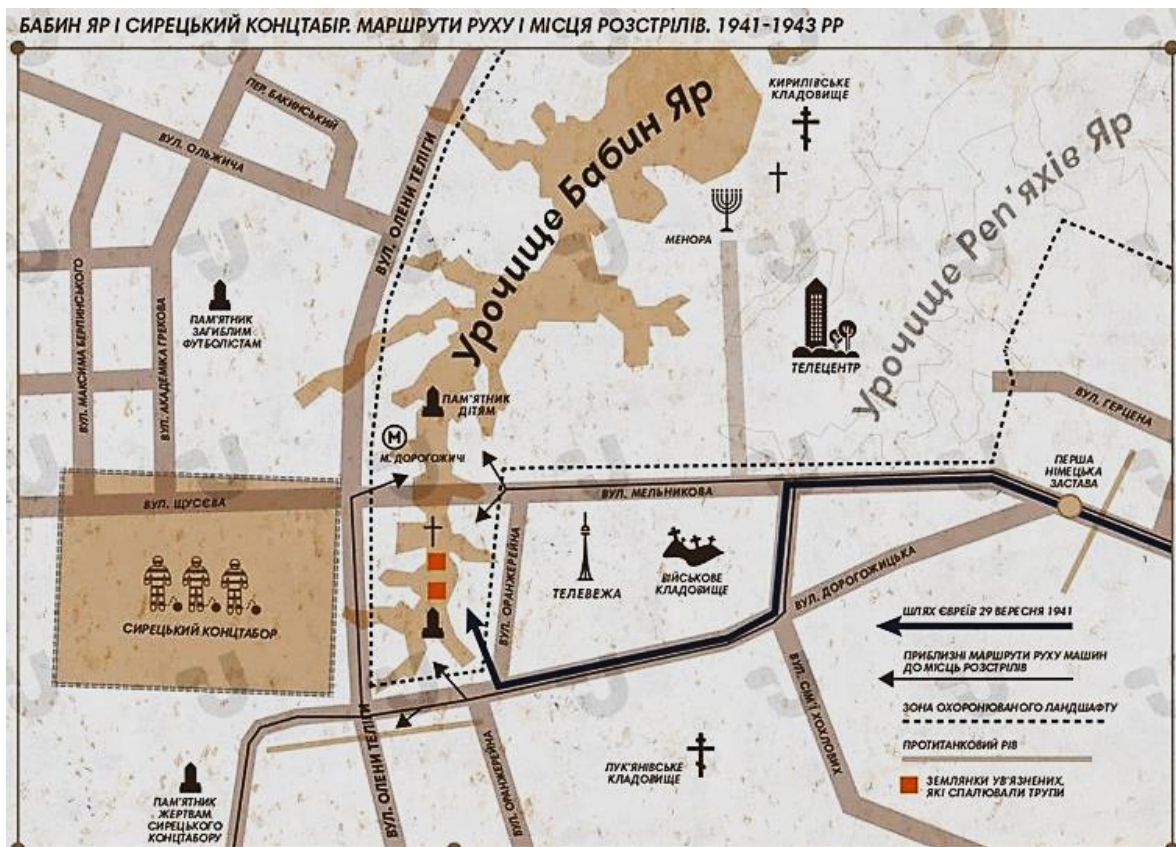 БАБИН ЯР І СИРЕЦЬКИЙ КОНЦТАБІР. МАРШРУТИ РУХУ І МІСЦЯ РОЗСТРІЛІВ. 1941-1943 РР
ПЕР. БАКИНСЬКИЙ
ВУЛ. ОЛЬЖИЧА
ВУЛ. ОЛЕНИ ТЕЛІГИ
Урочище Бабин Яр
КИРИЛІВСЬКЕ
КЛАДОВИЩЕ
МЕНОРА
Урочище Реп'яхів Яр
ВУЛ. МАКСИМА БЕРЛИНСЬКОГО
ВУЛ. АКАДЕМІКА ГРЕКОВА
ПАМ'ЯТНИК
ЗАГИБЛИМ
ФУТБОЛІСТАМ
ТЕЛЕЦЕНТР
ПАМ'ЯТНИК
ДІТЯМ
ВУЛ. ГЕРЦЕНА
М
М. ДОРОГОЖИЧІ
ПЕРША
НІМЕЦЬКА
ЗАСТАВА
ВУЛ. ЩУСЄВА
ВУЛ. МЕЛЬНИКОВА
ВУЛ. ОРАНЖЕРЕЙНА
ТЕЛЕВЕЖА
ВІЙСЬКОВЕ
КЛАДОВИЩЕ
ВУЛ. ДОРОГОЖИЦЬКА
СИРЕЦЬКИЙ КОНЦТАБОР
ШЛЯХ ЄВРЕЇВ 29 ВЕРЕСНЯ 1941
ПРИБЛИЗНІ МАРШРУТИ РУХУ МАШИН
ДО МІСЦЬ РОЗСТРІЛІВ
ЗОНА ОХОРОНЮВАНОГО ЛАНДШАФТУ
ПРОТИТАНКОВИЙ РІВ
ЗЕМЛЯНКИ УВ'ЯЗНЕНИХ,
ЯКІ СПАЛЮВАЛИ ТРУПИ
ВУЛ. СІМ'Ї ХОХЛОВИХ
ВУЛ. ОЛЕНИ ТЕЛІГИ
ВУЛ. ОРАНЖЕРЕЙНА
ЛУК'ЯНІВСЬКЕ
КЛАДОВИЩЕ
ПАМ'ЯТНИК
ЖЕРТВАМ
СИРЕЦЬКОГО
КОНЦТАБОРУ